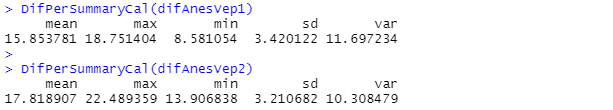 > DifPerSummaryCal(difAnesVep1)
mean max min sd var
15.853781 18.751404 8.581054 3.420122 11.697234
>
> DifPerSummaryCal(difAnesVep2)
mean max min sd var
17.818907 22.489359 13.906838 3.210682 10.308479